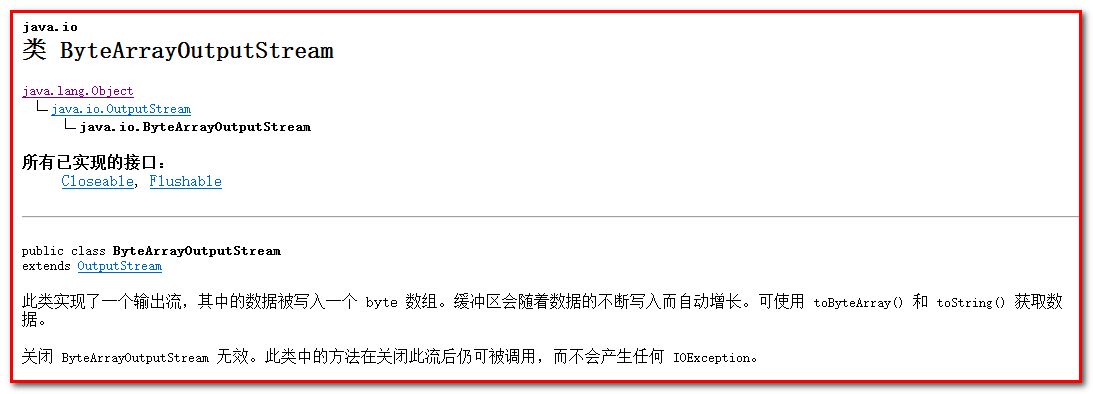 java.io
类 ByteArrayOutputStream
java.lang.Object
java.io.OutputStream
java.io.ByteArrayOutputStream
所有已实现的接口：
Closeable, Flushable
public class ByteArrayOutputStream
extends OutputStream
此类实现了一个输出流，其中的数据被写入一个 byte 数组。缓冲区会随着数据的不断写入而自动增长。可使用 toByteArray() 和 toString() 获取数
据。
关闭 ByteArrayOutputStream 无效。此类中的方法在关闭此流后仍可被调用，而不会产生任何 IOException。